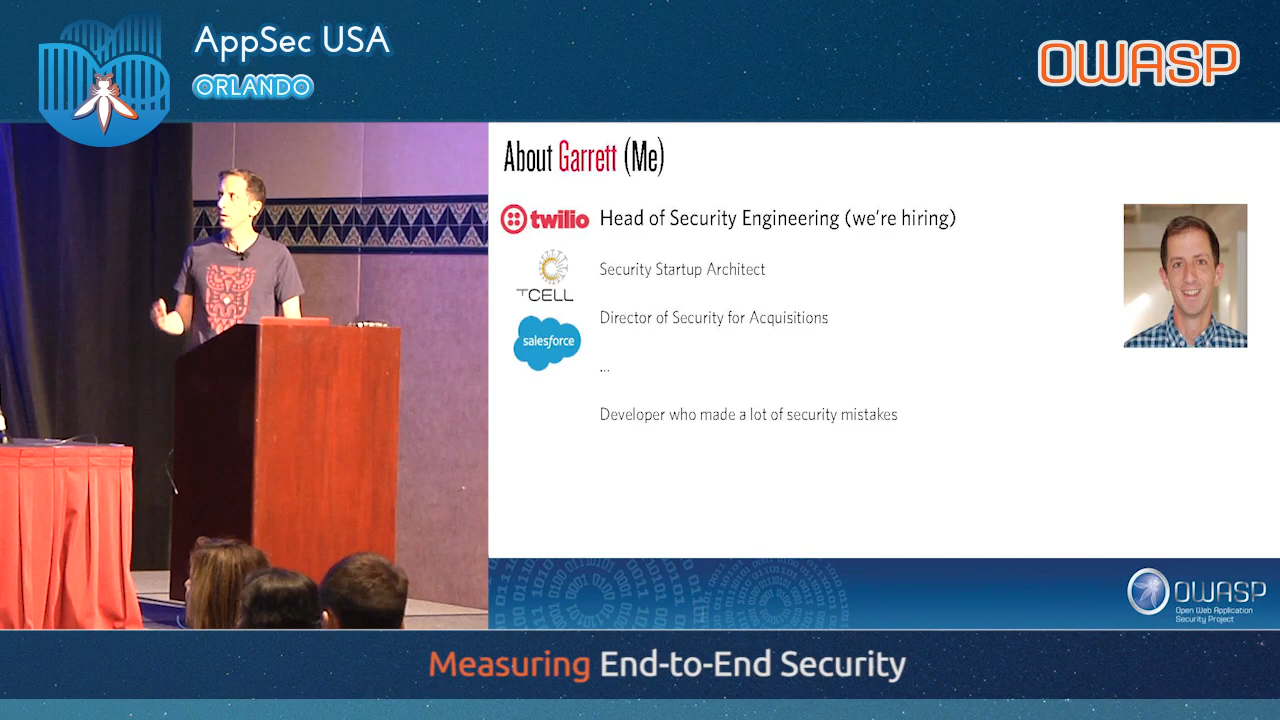 AppSec USA
ORLANDO
OWASP
About Garrett (Me)
twilio
Head of Security Engineering (we're hiring)
TCELL
Security Startup Architect
salesforce
Director of Security for Acquisitions
...
Developer who made a lot of security mistakes
OWASP
Open Web Application
Security Project
Measuring End-to-End Security